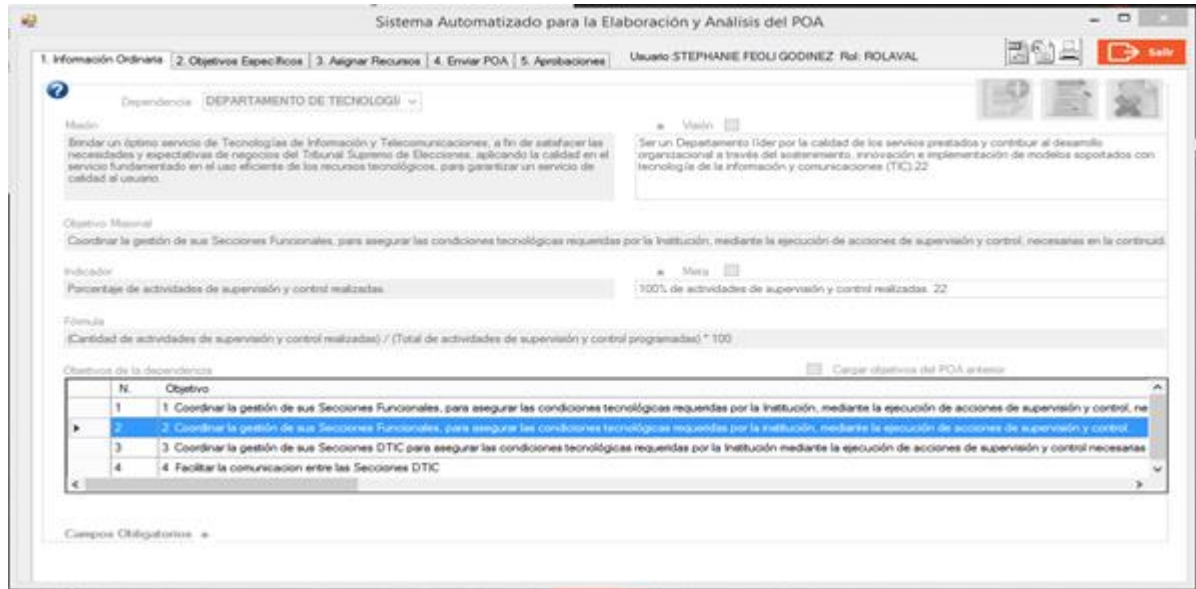 Sistema Automatizado para la Elaboración y Análisis del POA
1. Información Ordinaria 2. Objetivos Específicos 3. Asignar Recursos 4. Enviar POA 5. Aprobaciones Usuario:STEPHANIE FEOLI GODINEZ Rol: ROLAVAL Salir
Dependencia DEPARTAMENTO DE TECNOLOGÍ
Misión
Brindar un óptimo servicio de Tecnologías de Información y Telecomunicaciones, a fin de satisfacer las
necesidades y expectativas de negocios del Tribunal Supremo de Elecciones, aplicando la calidad en el
servicio fundamentado en el uso eficiente de los recursos tecnológicos, para garantizar un servicio de
calidad al usuario.
* Visión
Ser un Departamento líder por la calidad de los servicios prestados y contribuir al desarrollo
organizacional a través del sostenimiento, innovación e implementación de modelos soportados con
tecnología de la información y comunicaciones (TIC).22
Objetivo Misional
Coordinar la gestión de sus Secciones Funcionales, para asegurar las condiciones tecnológicas requeridas por la Institución, mediante la ejecución de acciones de supervisión y control, necesarias en la continuid
Indicador
Porcentaje de actividades de supervisión y control realizadas.
* Meta
100% de actividades de supervisión y control realizadas. 22
Fórmula
(Cantidad de actividades de supervisión y control realizadas) / (Total de actividades de supervisión y control programadas) * 100
Objetivos de la dependencia Cargar objetivos del POA anterior
N. Objetivo
1 1 Coordinar la gestión de sus Secciones Funcionales, para asegurar las condiciones tecnológicas requeridas por la Institución, mediante la ejecución de acciones de supervisión y control, ne
2 2 Coordinar la gestión de sus Secciones Funcionales, para asegurar las condiciones tecnológicas requeridas por la institución, mediante la ejecución de acciones de supervisión y control.
3 3 Coordinar la gestión de sus Secciones DTIC para asegurar las condiciones tecnológicas requeridas por la Institución mediante la ejecución de acciones de supervisión y control necesarias
4 4 Facilitar la comunicacion entre las Secciones DTIC
Campos Obligatorios *